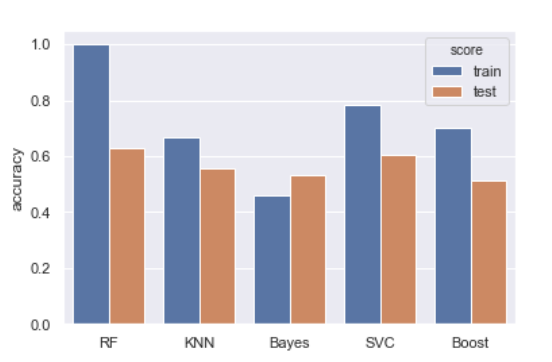 score
train
test
1.0
0.8
0.6
0.4
0.2
0.0
accuracy
RF KNN Bayes SVC Boost